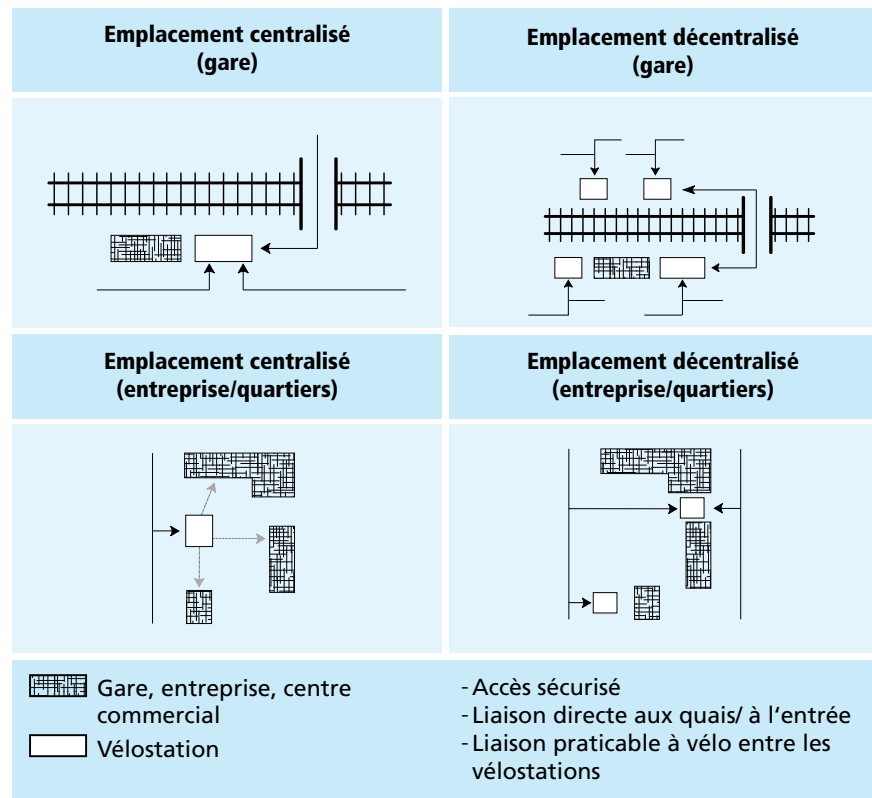 Emplacement centralisé
(gare)
Emplacement décentralisé
(gare)
Emplacement centralisé
(entreprise/quartiers)
Emplacement décentralisé
(entreprise/quartiers)
Gare, entreprise, centre
commercial
Vélostation
- Accès sécurisé
- Liaison directe aux quais/ à l‘entrée
- Liaison praticable à vélo entre les
vélostations